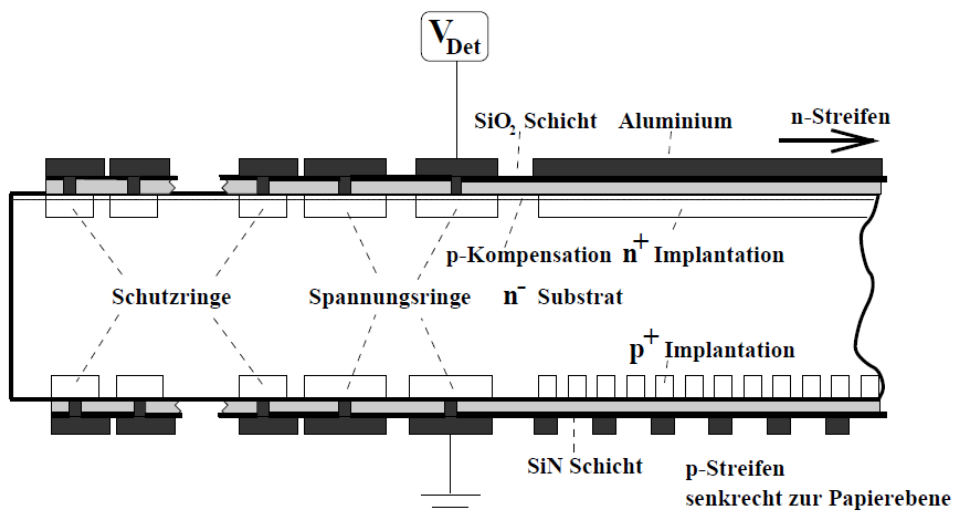 V_Det
SiO₂ Schicht
Aluminium
n-Streifen
p-Kompensation
n⁺ Implantation
Schutzringe
Spannungsringe
n⁻ Substrat
p⁺ Implantation
SiN Schicht
p-Streifen
senkrecht zur Papierebene